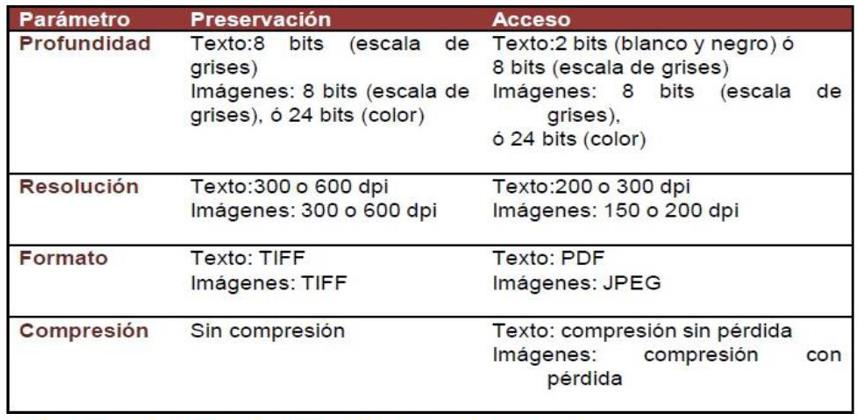 Parámetro Preservación Acceso
Profundidad Texto:8 bits (escala de Texto:2 bits (blanco y negro) ó
grises) 8 bits (escala de grises)
Imágenes: 8 bits (escala de Imágenes: 8 bits (escala de
grises), ó 24 bits (color) grises),
ó 24 bits (color)
Resolución Texto:300 o 600 dpi Texto:200 o 300 dpi
Imágenes: 300 o 600 dpi Imágenes: 150 o 200 dpi
Formato Texto: TIFF Texto: PDF
Imágenes: TIFF Imágenes: JPEG
Compresión Sin compresión Texto: compresión sin pérdida
Imágenes: compresión con
pérdida